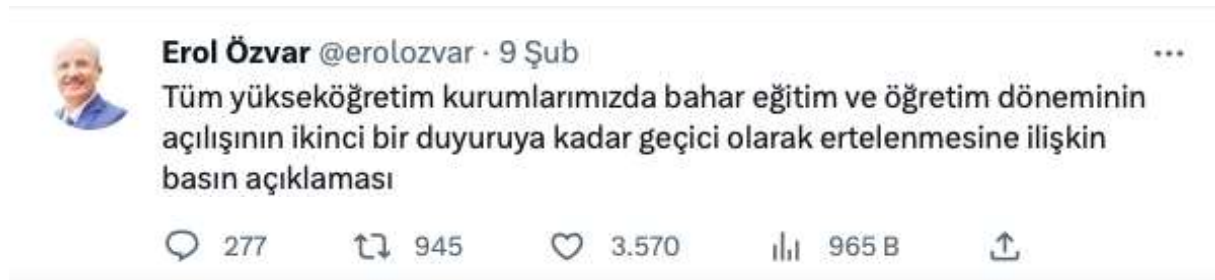 Erol Özvar @erolozvar · 9 Şub
Tüm yükseköğretim kurumlarımızda bahar eğitim ve öğretim döneminin
açılışının ikinci bir duyuruya kadar geçici olarak ertelenmesine ilişkin
basın açıklaması
277 945 3.570 965 B